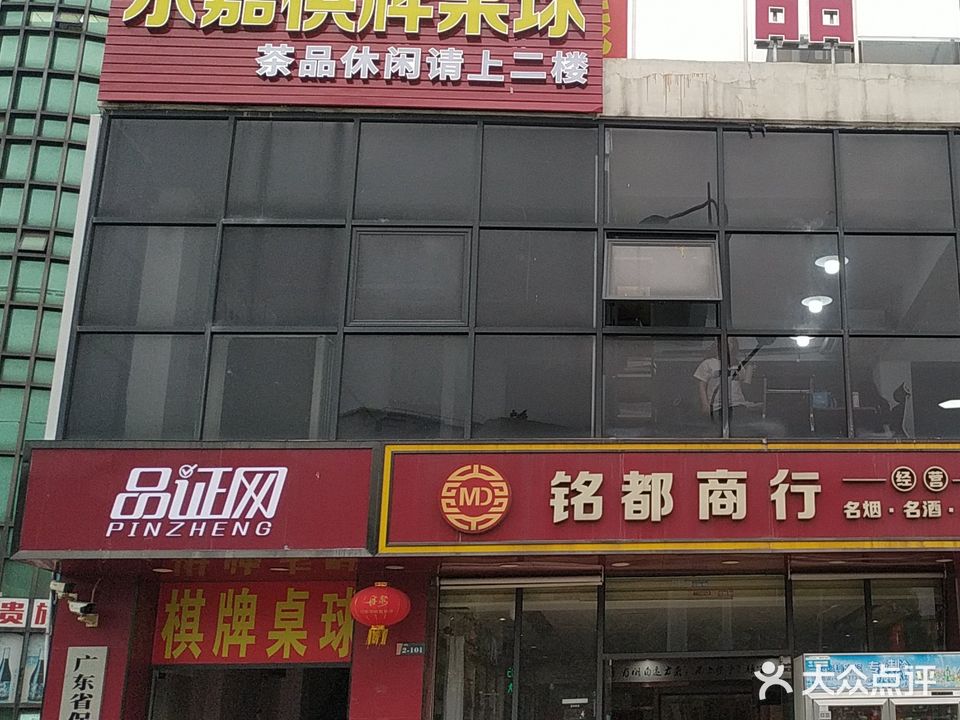 永嘉棋牌桌球
茶品休闲请上二楼
品证网
PINZHENG
MD
铭都商行
经营
名烟·名酒·
棋牌桌球
2-101
贵
广东省保
大众点评